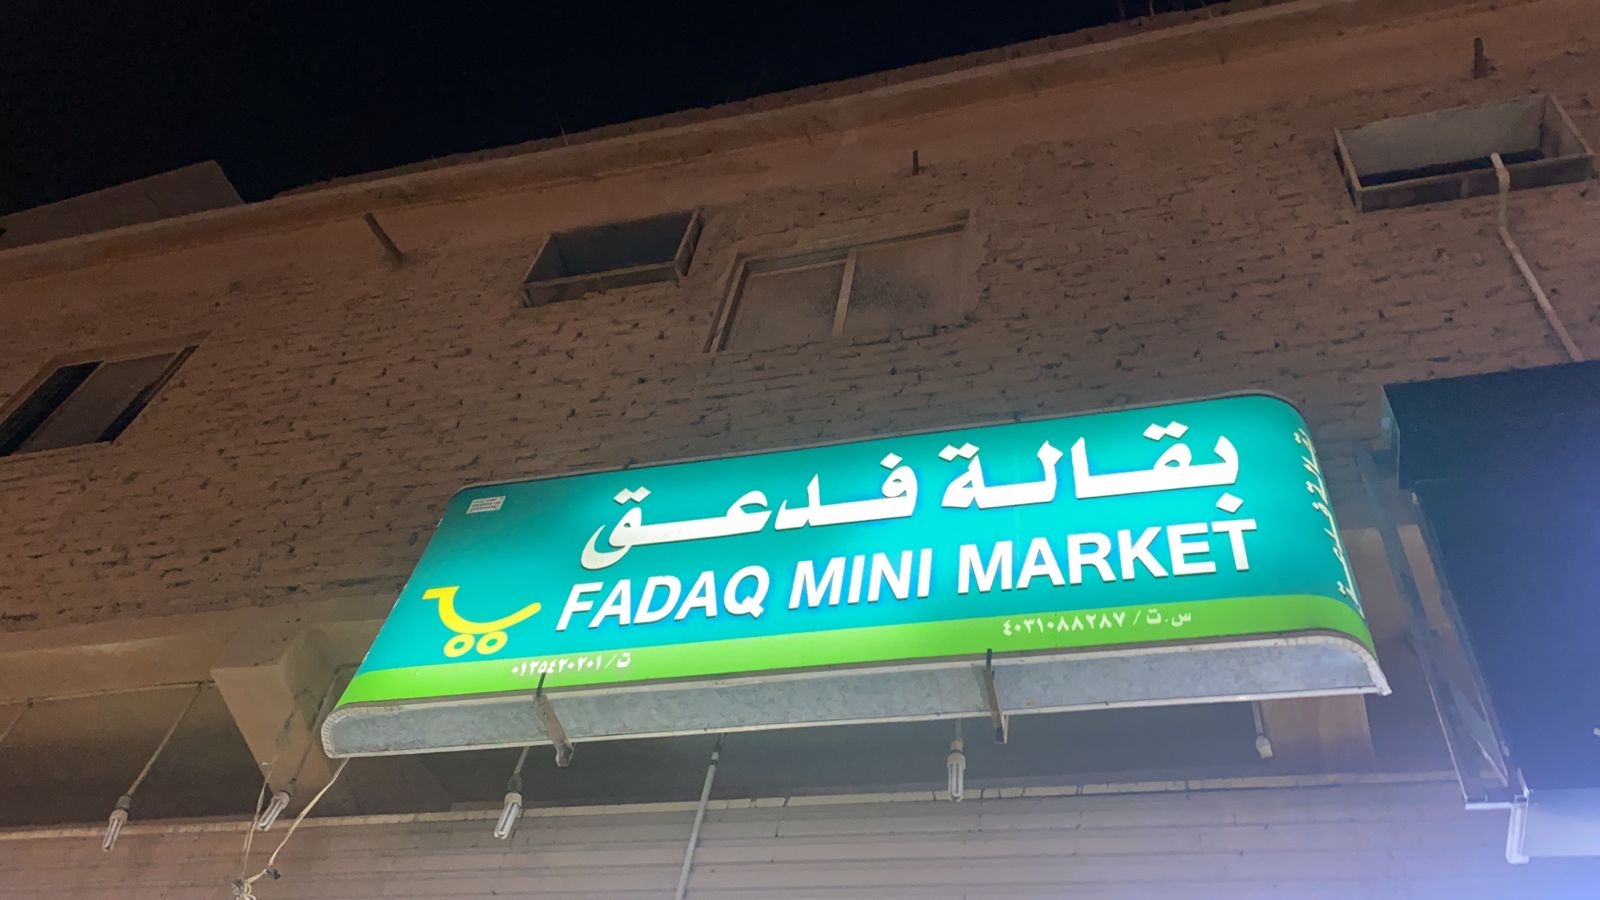 بقالة فدعق
FADAQ MINI MARKET
س.ت/ ٤٠٣١٠٨٨٢٨٧
ت/ ٠١٢٥٤٢٠٢٠١